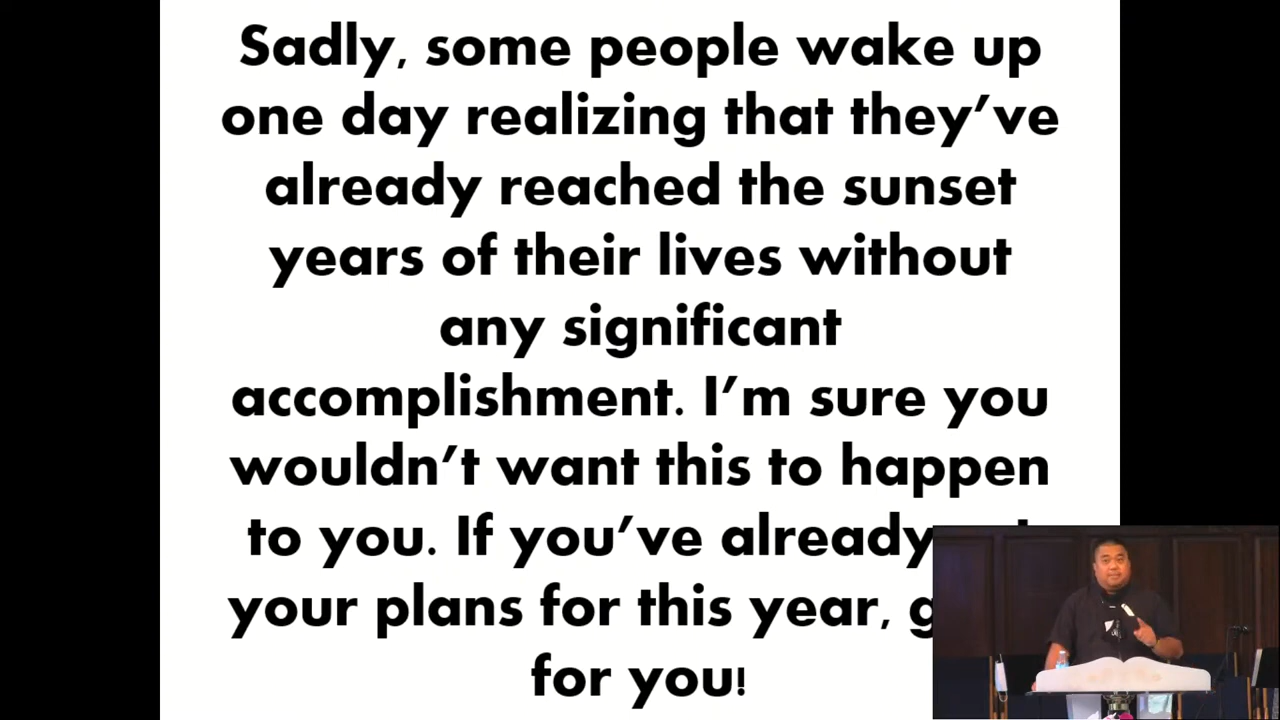 Sadly, some people wake up
one day realizing that they’ve
already reached the sunset
years of their lives without
any significant
accomplishment. I’m sure you
wouldn’t want this to happen
to you. If you’ve already
your plans for this year,
for you!